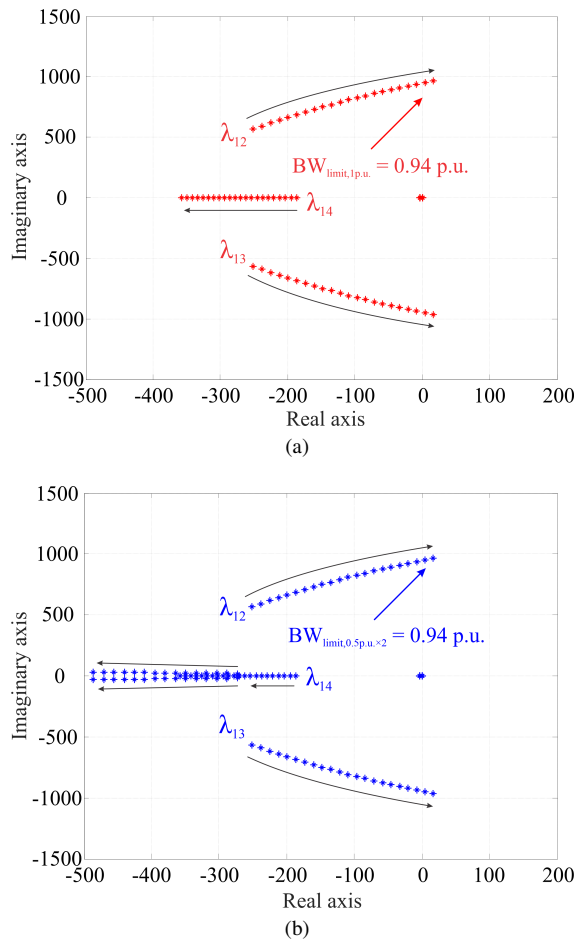 1500
1000
500
0
-500
-1000
-1500
Imaginary axis
λ12
BWlimit,1p.u. = 0.94 p.u.
λ14
λ13
-500 -400 -300 -200 -100 0 100 200
Real axis
(a)
1500
1000
500
0
-500
-1000
-1500
Imaginary axis
λ12
BWlimit,0.5p.u.×2 = 0.94 p.u.
λ14
λ13
-500 -400 -300 -200 -100 0 100 200
Real axis
(b)